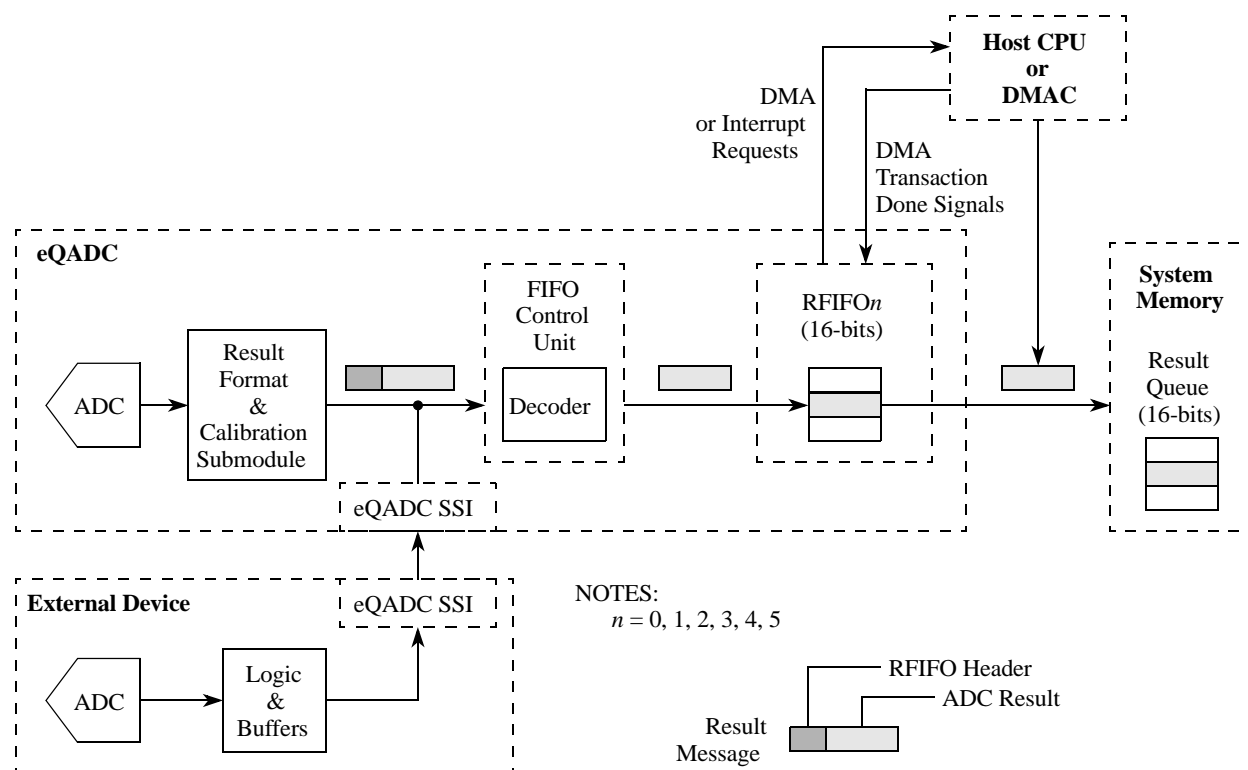 Host CPU
or
DMAC
DMA
or Interrupt
Requests
DMA
Transaction
Done Signals
eQADC
FIFO
Control
Unit
Decoder
RFIFOn
(16-bits)
System
Memory
Result
Queue
(16-bits)
ADC
Result
Format
&
Calibration
Submodule
eQADC SSI
External Device
eQADC SSI
ADC
Logic
&
Buffers
NOTES:
n = 0, 1, 2, 3, 4, 5
RFIFO Header
ADC Result
Result
Message